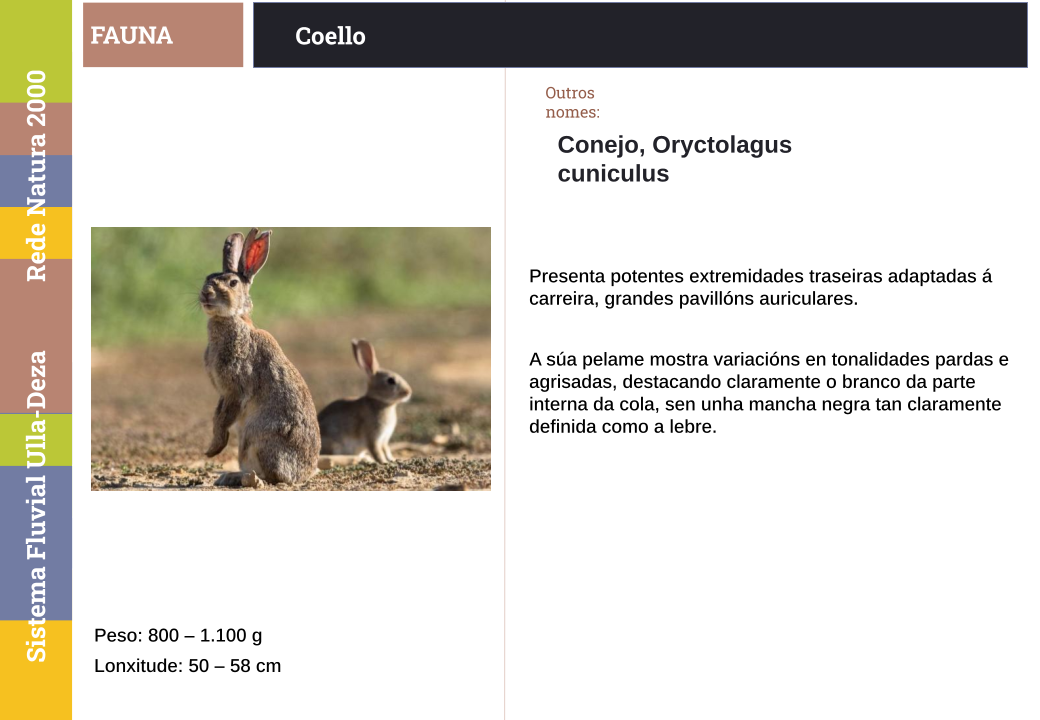 FAUNA
Coello
Rede Natura 2000
Sistema Fluvial Ulla-Deza
Outros
nomes:
Conejo, Oryctolagus
cuniculus
Presenta potentes extremidades traseiras adaptadas á
carreira, grandes pavillóns auriculares.
A súa pelame mostra variacións en tonalidades pardas e
agrisadas, destacando claramente o branco da parte
interna da cola, sen unha mancha negra tan claramente
definida como a lebre.
Peso: 800 – 1.100 g
Lonxitude: 50 – 58 cm